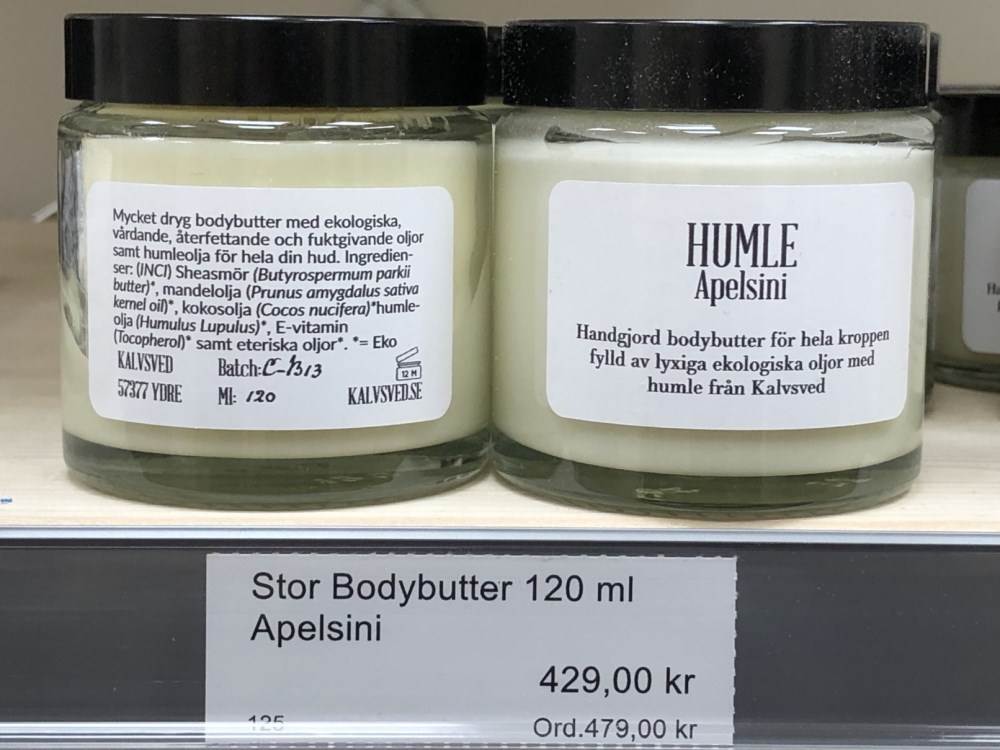 Mycket dryg bodybutter med ekologiska,
vårdande, återfettande och fuktgivande oljor
samt humleolja för hela din hud. Ingredien-
ser: (INCI) Sheasmör (Butyrospermum parkii
butter)*, mandelolja (Prunus amygdalus sativa
kernel oil)*, kokosolja (Cocos nucifera)*humle-
olja (Humulus Lupulus)*, E-vitamin
(Tocopherol)* samt eteriska oljor*. *= Eko
KALVSVED Batch:C-1313
12 M
57377 YDRE Ml: 120 KALVSVED.SE
HUMLE
Apelsini
Handgjord bodybutter för hela kroppen
fylld av lyxiga ekologiska oljor med
humle från Kalvsved
Stor Bodybutter 120 ml
Apelsini
429,00 kr
125 Ord.479,00 kr